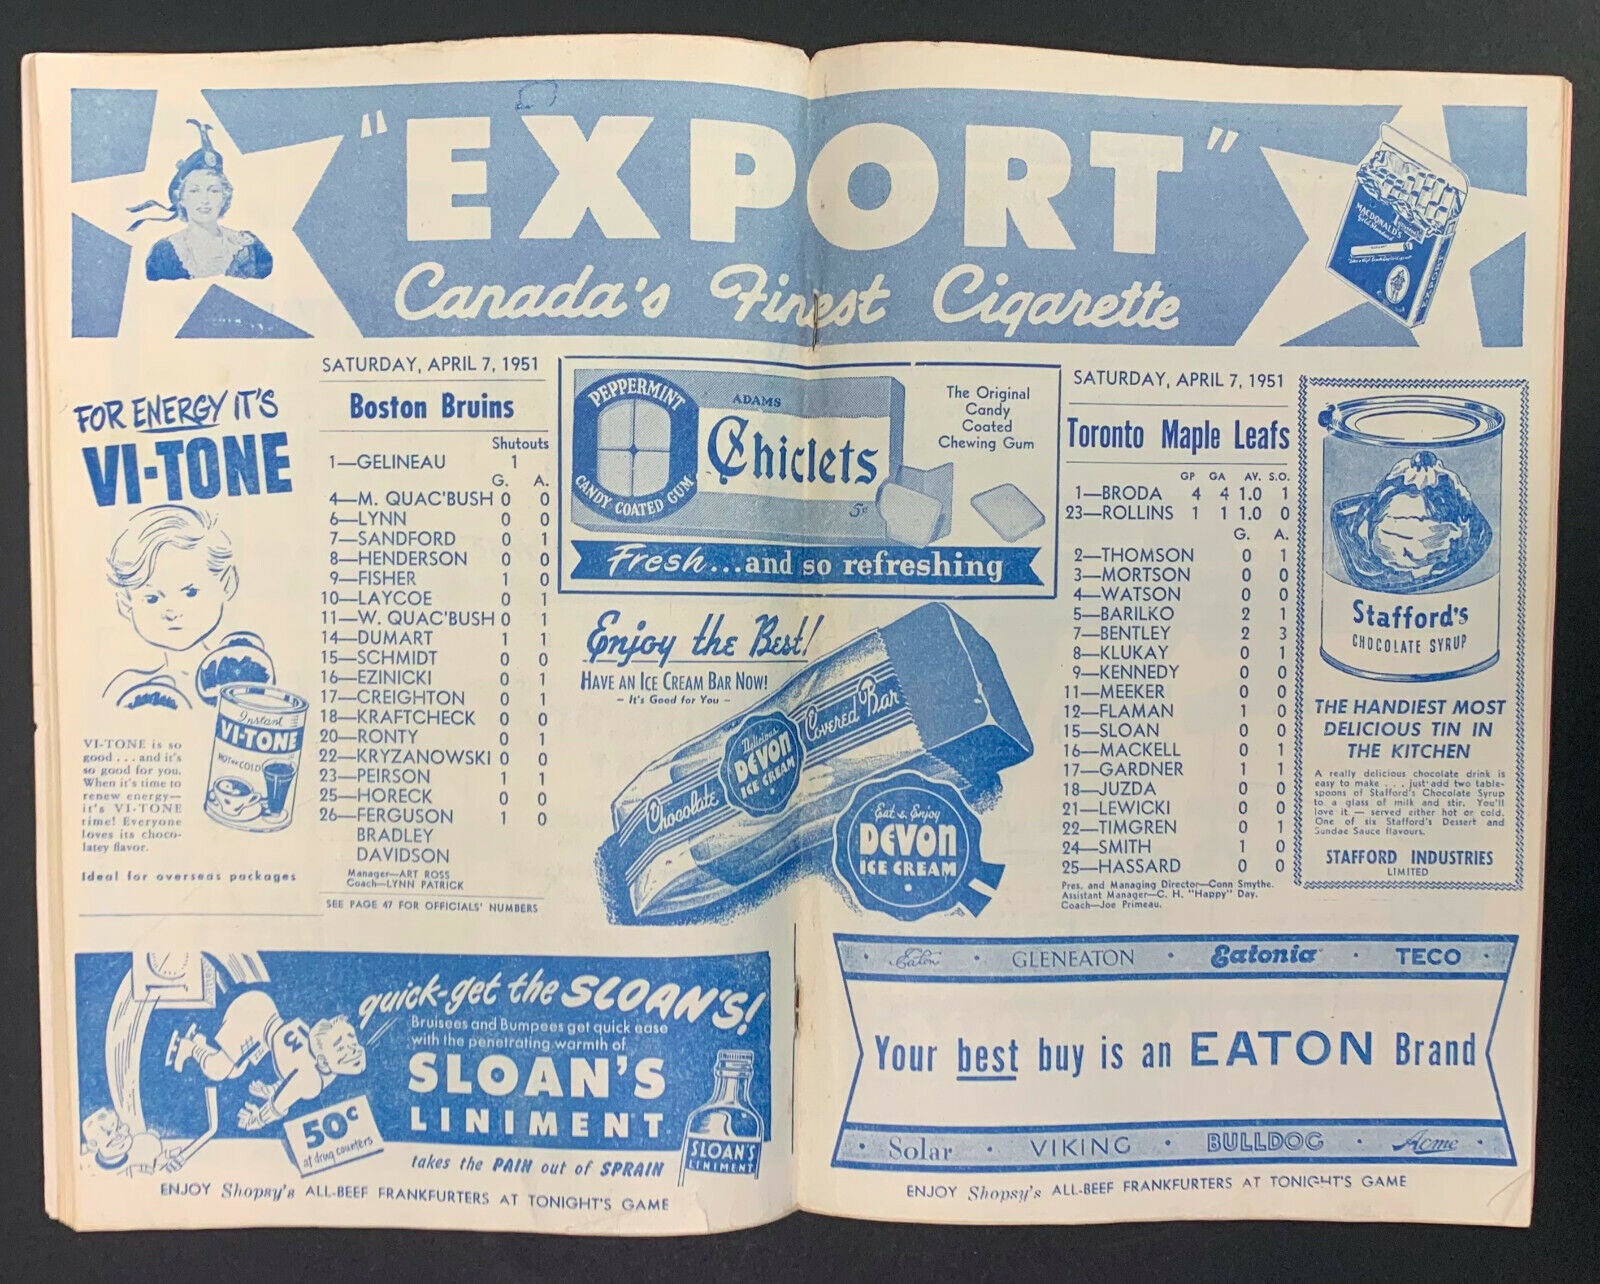 "EXPORT"
Canada's Finest Cigarette
MACDONALD'S
Gold Standard
EXPORT
FOR ENERGY IT'S
VI-TONE
Instant
VI-TONE
HOT OR COLD
VI-TONE is so
good . . . and it's
so good for you.
When it's time to
renew energy—
it's VI-TONE
time! Everyone
loves its choco-
latey flavor.
Ideal for overseas packages
SATURDAY, APRIL 7, 1951
Boston Bruins
Shutouts
1—GELINEAU 1
G. A.
4—M. QUAC'BUSH 0 0
6—LYNN 0 0
7—SANDFORD 0 1
8—HENDERSON 0 0
9—FISHER 1 0
10—LAYCOE 0 1
11—W. QUAC'BUSH 0 1
14—DUMART 1 1
15—SCHMIDT 0 0
16—EZINICKI 0 1
17—CREIGHTON 0 1
18—KRAFTCHECK 0 0
20—RONTY 0 1
22—KRYZANOWSKI 0 0
23—PEIRSON 1 1
25—HORECK 0 0
26—FERGUSON 1 0
BRADLEY
DAVIDSON
Manager—ART ROSS
Coach—LYNN PATRICK
SEE PAGE 47 FOR OFFICIALS' NUMBERS
PEPPERMINT
CANDY COATED GUM
ADAMS
Chiclets
5¢
The Original
Candy
Coated
Chewing Gum
Fresh...and so refreshing
Enjoy the Best!
HAVE AN ICE CREAM BAR NOW!
– It's Good for You –
Chocolate Covered Bar
Delicious
DEVON
ICE CREAM
Eat & Enjoy
DEVON
ICE CREAM
SATURDAY, APRIL 7, 1951
Toronto Maple Leafs
GP GA AV. S.O.
1—BRODA 4 4 1.0 1
23—ROLLINS 1 1 1.0 0
G. A.
2—THOMSON 0 1
3—MORTSON 0 0
4—WATSON 0 0
5—BARILKO 2 1
7—BENTLEY 2 3
8—KLUKAY 0 1
9—KENNEDY 0 0
11—MEEKER 0 0
12—FLAMAN 1 0
15—SLOAN 0 0
16—MACKELL 0 1
17—GARDNER 1 1
18—JUZDA 0 0
21—LEWICKI 0 0
22—TIMGREN 0 1
24—SMITH 1 0
25—HASSARD 0 0
Pres. and Managing Director—Conn Smythe.
Assistant Manager—C. H. "Happy" Day.
Coach—Joe Primeau.
Stafford's
CHOCOLATE SYRUP
THE HANDIEST MOST
DELICIOUS TIN IN
THE KITCHEN
A really delicious chocolate drink is
easy to make . . . just add two table-
spoons of Stafford's Chocolate Syrup
to a glass of milk and stir. You'll
love it — served either hot or cold.
One of six Stafford's Dessert and
Sundae Sauce flavours.
STAFFORD INDUSTRIES
LIMITED
quick-get the SLOAN'S!
Bruisees and Bumpees get quick ease
with the penetrating warmth of
SLOAN'S
LINIMENT
13
50¢
at drug counters
takes the PAIN out of SPRAIN
SLOAN'S
LINIMENT
ENJOY Shopsy's ALL-BEEF FRANKFURTERS AT TONIGHT'S GAME
· Eaton · GLENEATON · Eatonia · TECO ·
Your best buy is an EATON Brand
· Solar · VIKING · BULLDOG · Acme ·
ENJOY Shopsy's ALL-BEEF FRANKFURTERS AT TONIGHT'S GAME